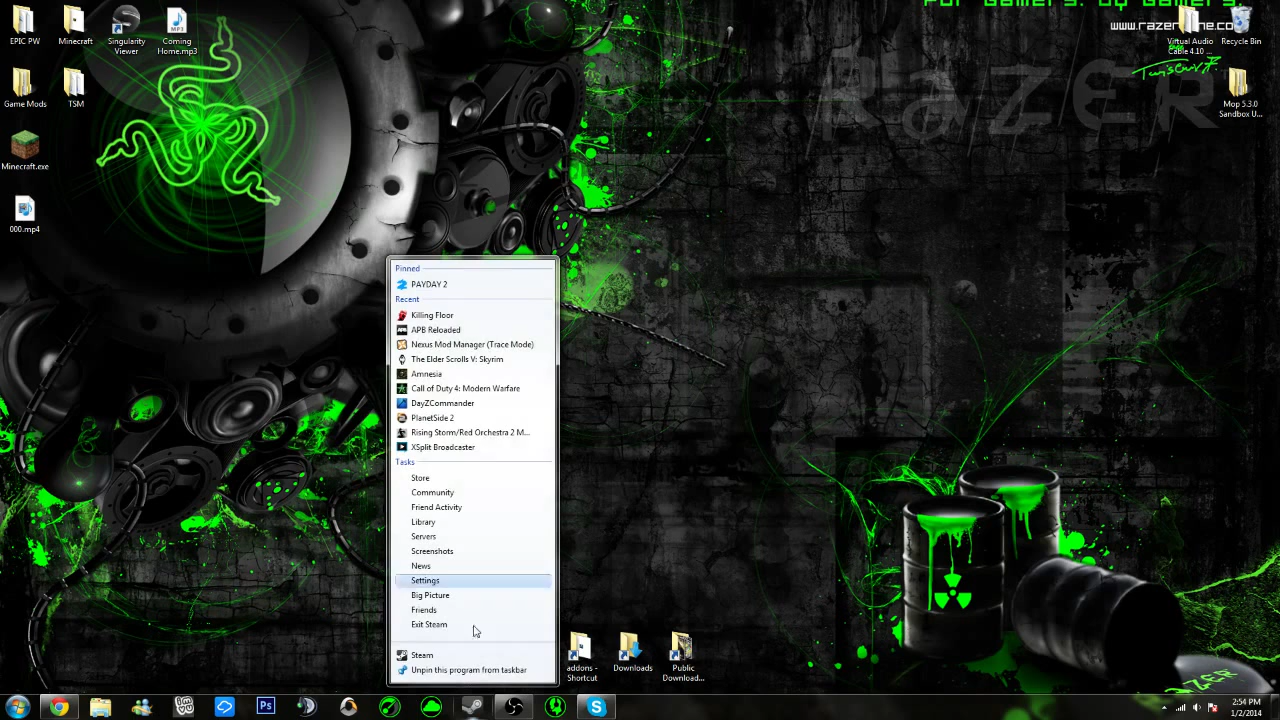 For Gamers. By Gamers.
www.razerzone.co
RAZER
EPIC PW
Minecraft
Singularity
Viewer
Coming
Home.mp3
Virtual Audio
Cable 4.10 ...
Recycle Bin
Game Mods
TSM
Mop 5.3.0
Sandbox U...
Minecraft.exe
000.mp4
Pinned
PAYDAY 2
Recent
Killing Floor
APB Reloaded
Nexus Mod Manager (Trace Mode)
The Elder Scrolls V: Skyrim
Amnesia
Call of Duty 4: Modern Warfare
DayZCommander
PlanetSide 2
Rising Storm/Red Orchestra 2 M...
XSplit Broadcaster
Tasks
Store
Community
Friend Activity
Library
Servers
Screenshots
News
Settings
Big Picture
Friends
Exit Steam
Steam
Unpin this program from taskbar
addons -
Shortcut
Downloads
Public
Download...
RAZER
Ps
2:54 PM
1/2/2014